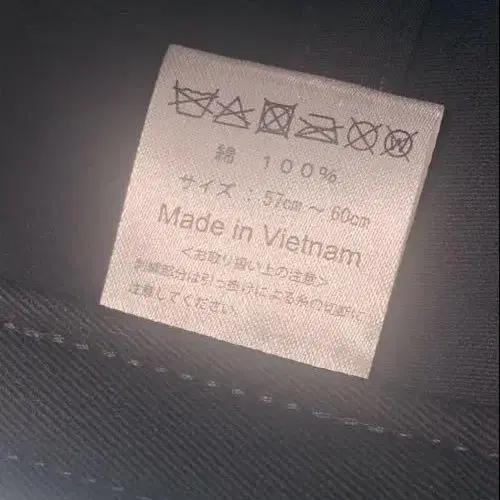 綿 100%
サイズ : 57cm ～ 60cm
Made in Vietnam
＜お取り扱い上の注意＞
刺繍部分は引っ掛けによる糸の切断に
注意してください